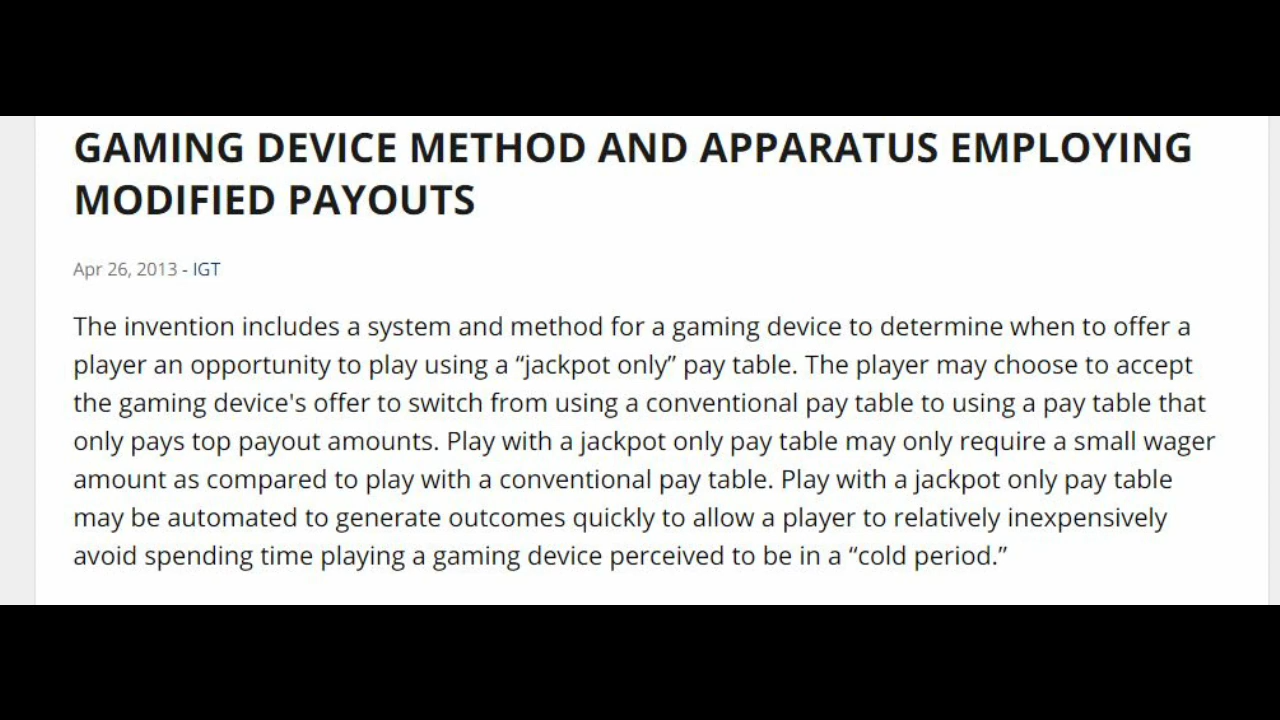 GAMING DEVICE METHOD AND APPARATUS EMPLOYING
MODIFIED PAYOUTS
Apr 26, 2013 - IGT
The invention includes a system and method for a gaming device to determine when to offer a
player an opportunity to play using a “jackpot only” pay table. The player may choose to accept
the gaming device's offer to switch from using a conventional pay table to using a pay table that
only pays top payout amounts. Play with a jackpot only pay table may only require a small wager
amount as compared to play with a conventional pay table. Play with a jackpot only pay table
may be automated to generate outcomes quickly to allow a player to relatively inexpensively
avoid spending time playing a gaming device perceived to be in a “cold period.”